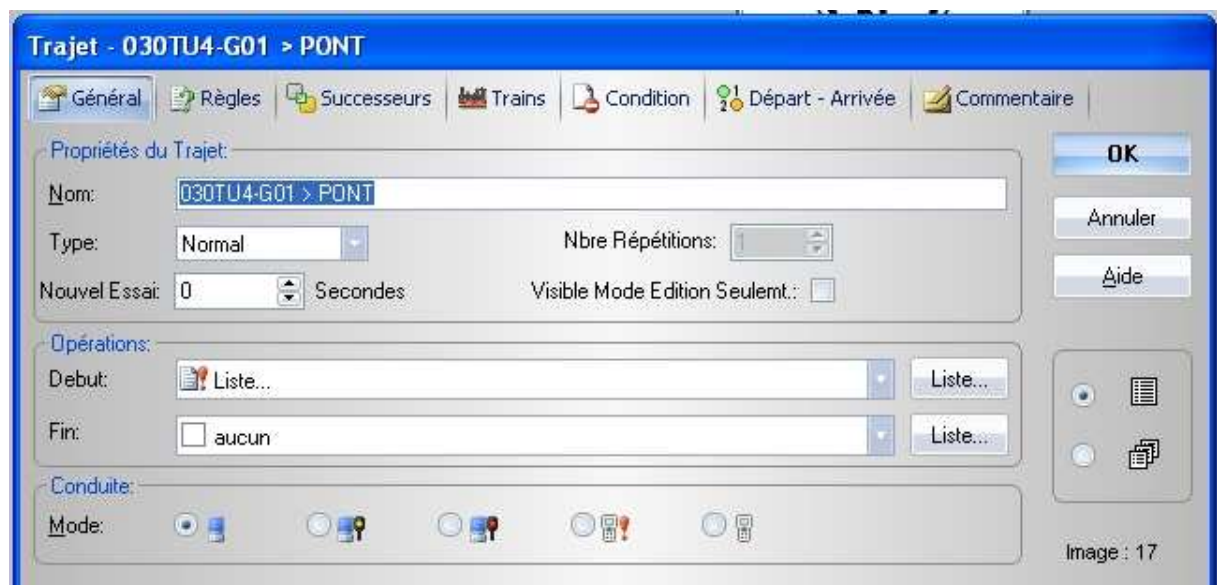 Trajet - 030TU4-G01 > PONT
Général Règles Successeurs Trains Condition Départ - Arrivée Commentaire
Propriétés du Trajet:
Nom: 030TU4-G01 > PONT
Type: Normal Nbre Répétitions: 1
Nouvel Essai: 0 Secondes Visible Mode Edition Seulemt.:
OK
Annuler
Aide
Opérations:
Debut: Liste... Liste...
Fin: aucun Liste...
Conduite:
Mode:
Image : 17